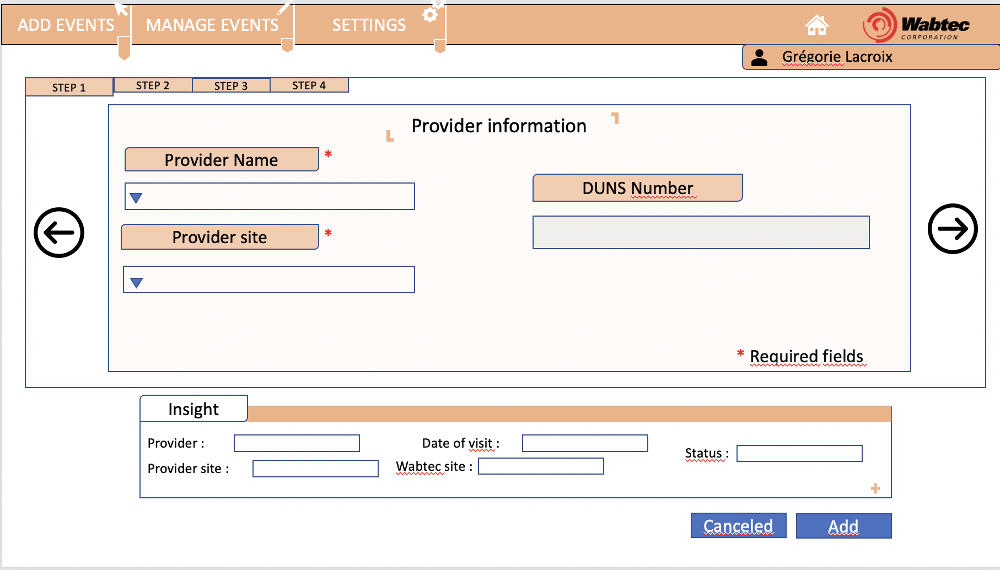 ADD EVENTS
MANAGE EVENTS
SETTINGS
Wabtec
CORPORATION
Grégorie Lacroix
STEP 1
STEP 2
STEP 3
STEP 4
Provider information
Provider Name *
DUNS Number
Provider site *
* Required fields
Insight
Provider :
Date of visit :
Status :
Provider site :
Wabtec site :
Canceled
Add